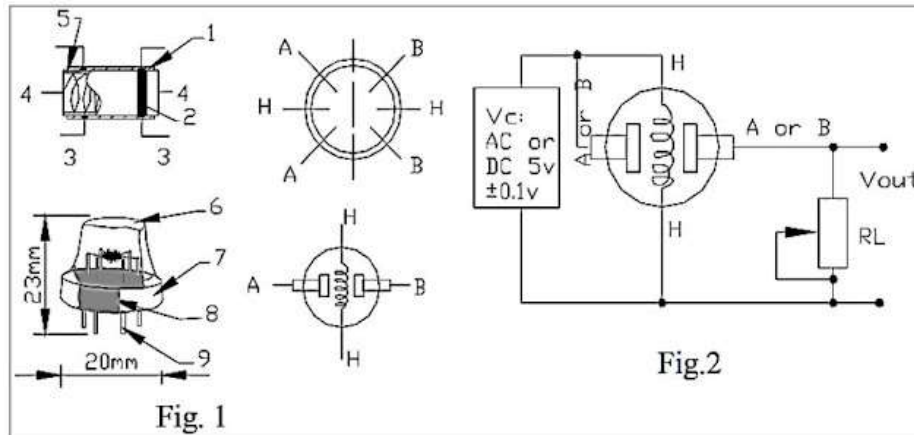 5
1
4
4
2
3
3
A
B
H
H
A
B
6
7
8
9
23mm
20mm
H
A
B
H
Fig. 1
H
A or B
Vc:
AC or
DC 5v
±0.1v
A or B
Vout
RL
H
Fig.2